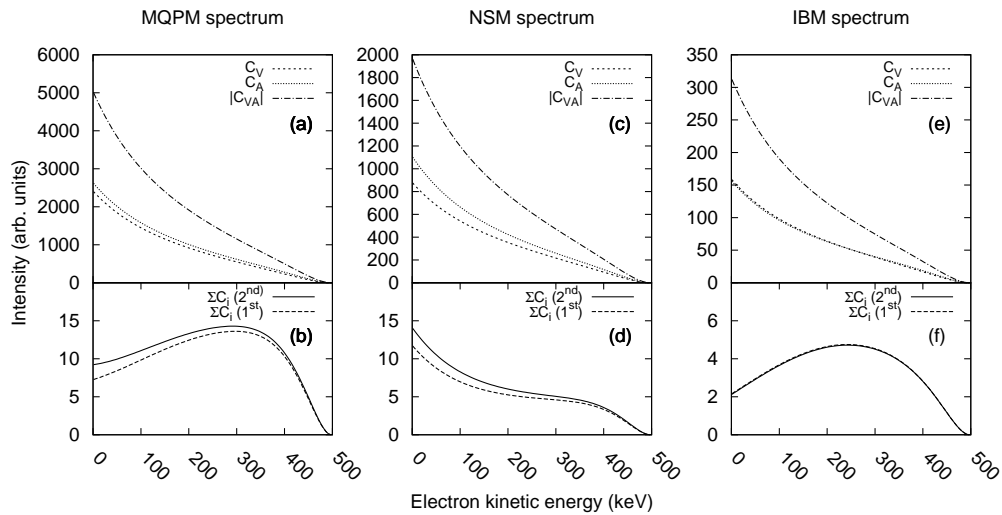 MQPM spectrum
NSM spectrum
IBM spectrum
Intensity (arb. units)
6000
5000
4000
3000
2000
1000
0
C_V
C_A
|C_VA|
(a)
2000
1800
1600
1400
1200
1000
800
600
400
200
0
C_V
C_A
|C_VA|
(c)
350
300
250
200
150
100
50
0
C_V
C_A
|C_VA|
(e)
15
10
5
0
ΣC_i (2^nd)
ΣC_i (1^st)
(b)
0 100 200 300 400 500
15
10
5
0
ΣC_i (2^nd)
ΣC_i (1^st)
(d)
0 100 200 300 400 500
6
4
2
0
ΣC_i (2^nd)
ΣC_i (1^st)
(f)
0 100 200 300 400 500
Electron kinetic energy (keV)